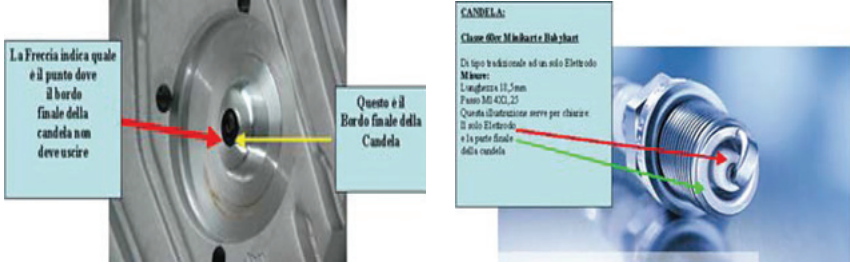 La Freccia indica quale
è il punto dove
il bordo
finale della
candela non
deve uscire
Questo è il
Bordo finale della
Candela
CANDELA:
Classe 60cc Minikart e Babykart
Di tipo tradizionale ad un solo Elettrodo
Misure:
Lunghezza 18,5mm
Passo M14X1,25
Questa illustrazione serve per chiarire:
Il solo Elettrodo
e la parte finale
della candela